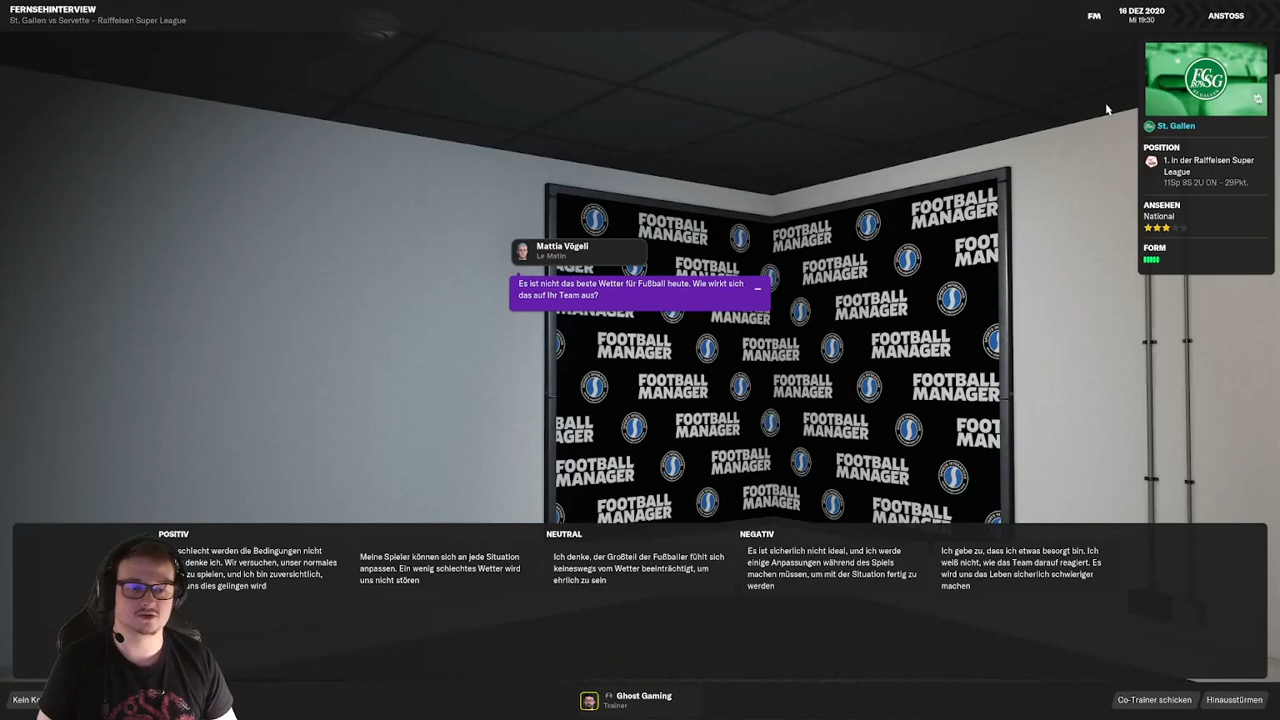 FERNSEHINTERVIEW
St. Gallen vs Servette - Raiffeisen Super League
FM
16 DEZ 2020
MI 19:30
ANSTOSS
FCSG
1879
ST. GALLEN
St. Gallen
POSITION
1. in der Raiffeisen Super
League
11Sp 9S 2U 0N - 29Pkt.
ANSEHEN
National
FORM
Mattia Vögeli
Le Matin
Es ist nicht das beste Wetter für Fußball heute. Wie wirkt sich
das auf Ihr Team aus?
FOOTBALL
MANAGER
POSITIV
schlecht werden die Bedingungen nicht
denke ich. Wir versuchen, unser normales
zu spielen, und ich bin zuversichtlich,
uns dies gelingen wird
Meine Spieler können sich an jede Situation
anpassen. Ein wenig schlechtes Wetter wird
uns nicht stören
NEUTRAL
Ich denke, der Großteil der Fußballer fühlt sich
keineswegs vom Wetter beeinträchtigt, um
ehrlich zu sein
NEGATIV
Es ist sicherlich nicht ideal, und ich werde
einige Anpassungen während des Spiels
machen müssen, um mit der Situation fertig zu
werden
Ich gebe zu, dass ich etwas besorgt bin. Ich
weiß nicht, wie das Team darauf reagiert. Es
wird uns das Leben sicherlich schwieriger
machen
Kein Ko
Ghost Gaming
Trainer
Co-Trainer schicken
Hinausstürmen